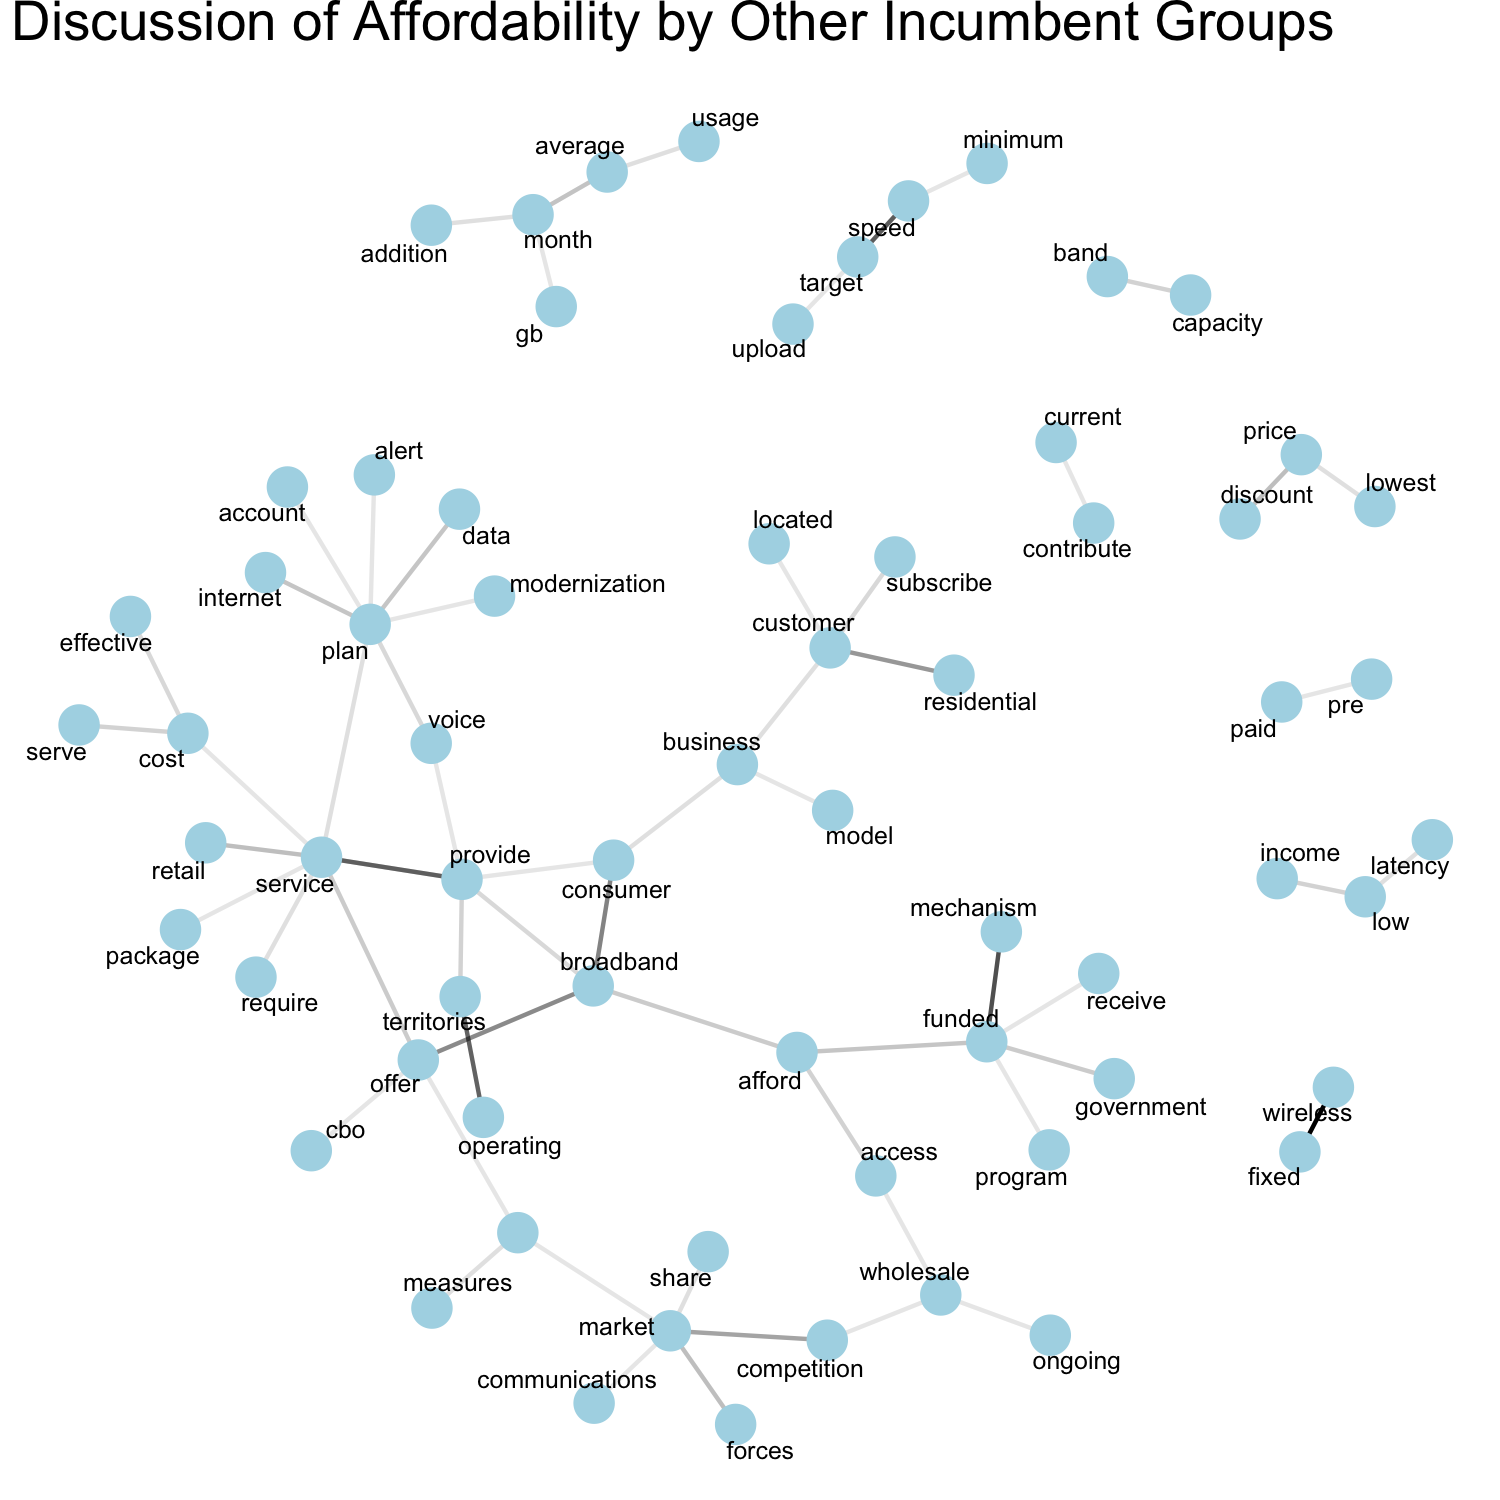 Discussion of Affordability by Other Incumbent Groups
usage
average
minimum
addition
month
speed
band
target
gb
upload
capacity
current
price
alert
lowest
account
discount
located
data
contribute
internet
modernization
subscribe
effective
plan
customer
residential
voice
pre
serve
cost
business
paid
model
retail
provide
income
latency
service
consumer
mechanism
low
package
broadband
require
territories
funded
receive
offer
afford
government
wireless
cbo
operating
access
program
fixed
measures
share
wholesale
market
communications
competition
ongoing
forces